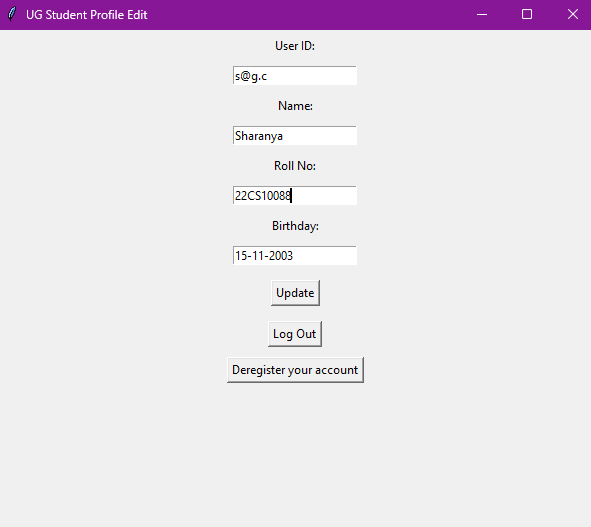 UG Student Profile Edit
User ID:
s@g.c
Name:
Sharanya
Roll No:
22CS10088
Birthday:
15-11-2003
Update
Log Out
Deregister your account